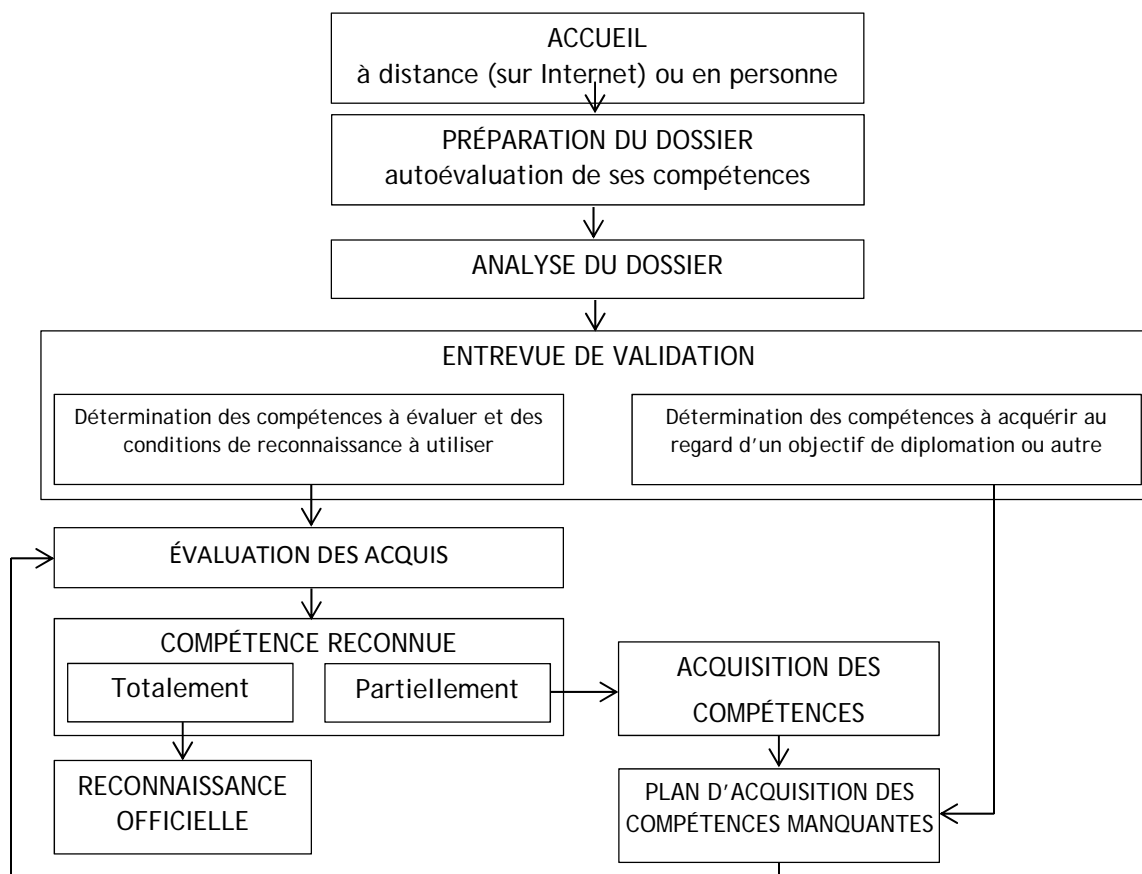 ACCUEIL
à distance (sur Internet) ou en personne
PRÉPARATION DU DOSSIER
autoévaluation de ses compétences
ANALYSE DU DOSSIER
ENTREVUE DE VALIDATION
Détermination des compétences à évaluer et des
conditions de reconnaissance à utiliser
Détermination des compétences à acquérir au
regard d'un objectif de diplomation ou autre
ÉVALUATION DES ACQUIS
COMPÉTENCE RECONNUE
Totalement
Partiellement
ACQUISITION DES
COMPÉTENCES
RECONNAISSANCE
OFFICIELLE
PLAN D'ACQUISITION DES
COMPÉTENCES MANQUANTES